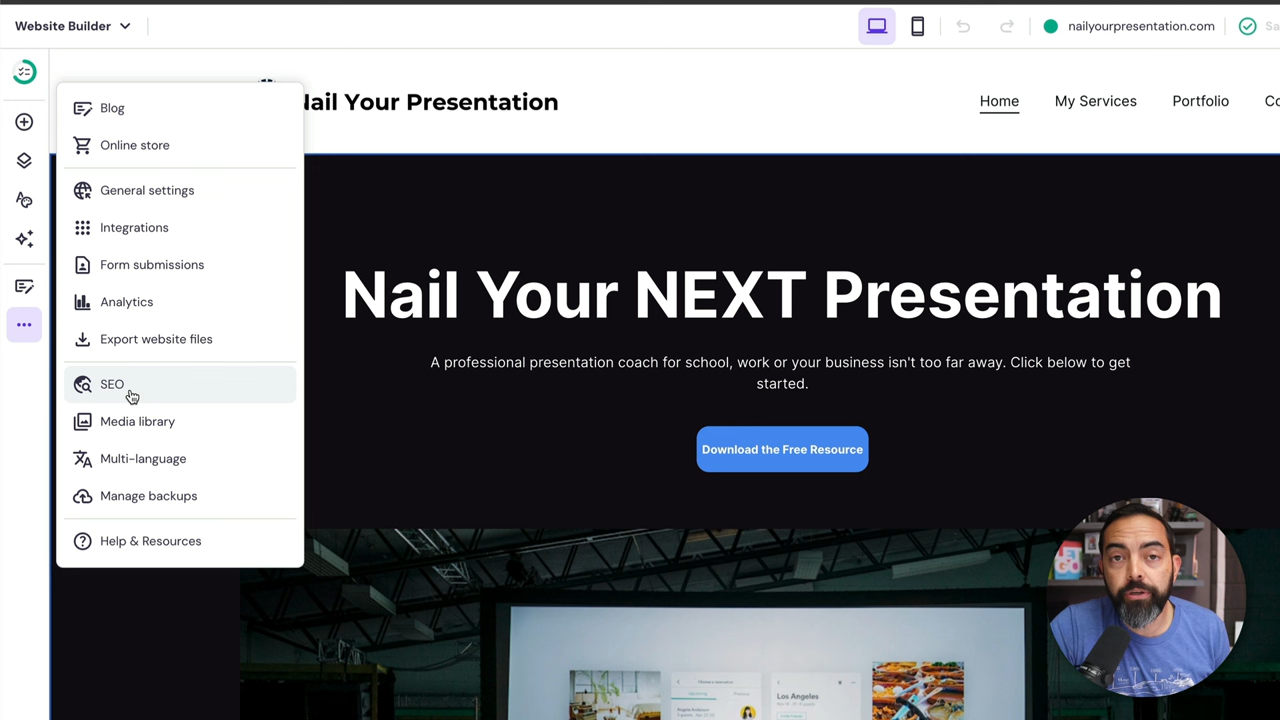 Website Builder
nailyourpresentation.com
Sa
Blog
Online store
General settings
Integrations
Form submissions
Analytics
Export website files
SEO
Media library
Multi-language
Manage backups
Help & Resources
Nail Your Presentation
Home
My Services
Portfolio
Co
Nail Your NEXT Presentation
A professional presentation coach for school, work or your business isn't too far away. Click below to get
started.
Download the Free Resource
Los Angeles